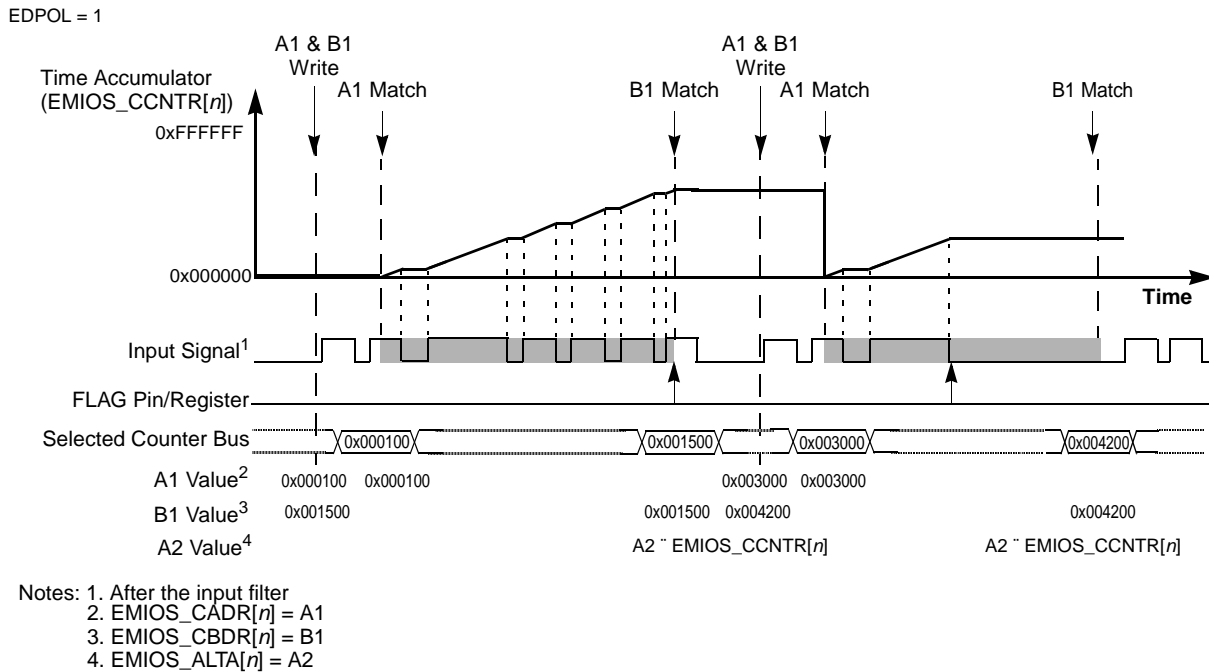 EDPOL = 1
A1 & B1
Write
A1 & B1
Write
Time Accumulator
(EMIOS_CCNTR[n])
A1 Match
B1 Match
A1 Match
B1 Match
0xFFFFFF
0x000000
Time
Input Signal1
FLAG Pin/Register
Selected Counter Bus
0x000100
0x001500
0x003000
0x004200
A1 Value2
0x000100
0x000100
0x003000
0x003000
B1 Value3
0x001500
0x001500
0x004200
0x004200
A2 Value4
A2 ¨ EMIOS_CCNTR[n]
A2 ¨ EMIOS_CCNTR[n]
Notes: 1. After the input filter
2. EMIOS_CADR[n] = A1
3. EMIOS_CBDR[n] = B1
4. EMIOS_ALTA[n] = A2